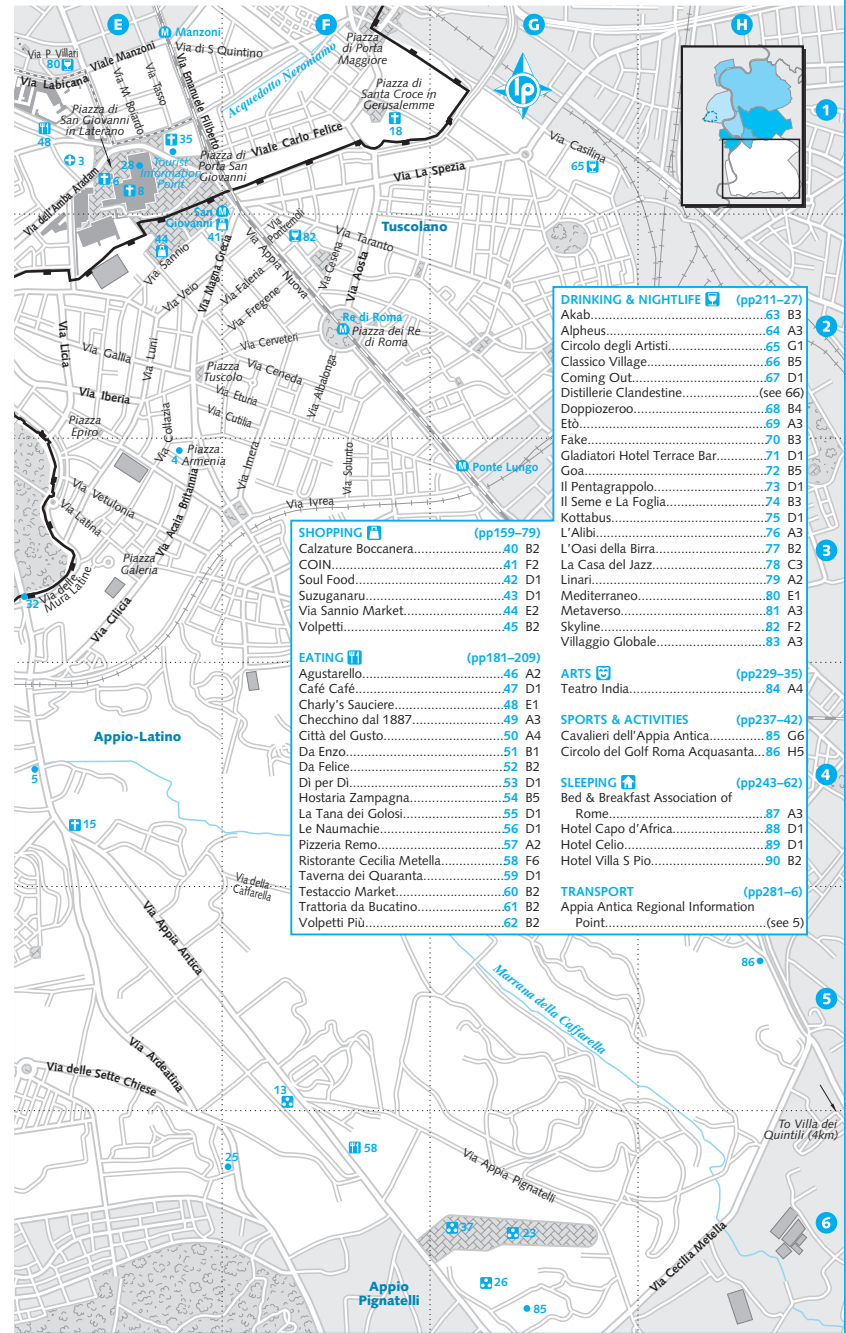 E
F
G
H
1
2
3
4
5
6
lp
Manzoni
Via P. Villari
80
Viale Manzoni
Via di S Quintino
Via Labicana
Via M. Boiardo
Via Tasso
Via Emanuele Filiberto
Acquedotto Neroniano
Piazza
di Porta
Maggiore
Piazza di
Santa Croce in
Gerusalemme
18
Piazza di
San Giovanni
in Laterano
48
3
35
28
Tourist
Information
Point
6
8
Piazza di
Porta San
Giovanni
Viale Carlo Felice
Via Casilina
65
Via La Spezia
Via dell'Amba Aradam
San
Giovanni
41
44
Via Sannio
Via Magna Grecia
Via Appia Nuova
Via
Pontremoli
82
Tuscolano
Via Taranto
Via Cesena
Via Aosta
Via Veio
Via Faleria
Via Fregene
Re di Roma
Piazza dei Re
di Roma
Via Licia
Via Gallia
Via Luni
Via Cerveteri
Piazza
Tuscolo
Via Ceneda
Via Albalonga
Via Iberia
Via Eturia
Via Cutilia
Piazza
Epiro
Via Collazia
4
Piazza
Armenia
Via Imera
Via Solunto
Ponte Lungo
Via Vetulonia
Via Latina
Via Acaia Britannia
Via Ivrea
Piazza
Galeria
32
Via delle
Mura Latine
Via Cilicia
DRINKING & NIGHTLIFE (pp211–27)
Akab 63 B3
Alpheus 64 A3
Circolo degli Artisti 65 G1
Classico Village 66 B5
Coming Out 67 D1
Distillerie Clandestine (see 66)
Doppiozeroo 68 B4
Etò 69 A3
Fake 70 B3
Gladiatori Hotel Terrace Bar 71 D1
Goa 72 B5
Il Pentagrappolo 73 D1
Il Seme e La Foglia 74 B3
Kottabus 75 D1
L'Alibi 76 A3
L'Oasi della Birra 77 B2
La Casa del Jazz 78 C3
Linari 79 A2
Mediterraneo 80 E1
Metaverso 81 A3
Skyline 82 F2
Villaggio Globale 83 A3
ARTS (pp229–35)
Teatro India 84 A4
SPORTS & ACTIVITIES (pp237–42)
Cavalieri dell'Appia Antica 85 G6
Circolo del Golf Roma Acquasanta 86 H5
SLEEPING (pp243–62)
Bed & Breakfast Association of
Rome 87 A3
Hotel Capo d'Africa 88 D1
Hotel Celio 89 D1
Hotel Villa S Pio 90 B2
TRANSPORT (pp281–6)
Appia Antica Regional Information
Point (see 5)
SHOPPING (pp159–79)
Calzature Boccanera 40 B2
COIN 41 F2
Soul Food 42 D1
Suzuganaru 43 D1
Via Sannio Market 44 E2
Volpetti 45 B2
EATING (pp181–209)
Agustarello 46 A2
Café Café 47 D1
Charly's Sauciere 48 E1
Checchino dal 1887 49 A3
Città del Gusto 50 A4
Da Enzo 51 B1
Da Felice 52 B2
Dì per Dì 53 D1
Hostaria Zampagna 54 B5
La Tana dei Golosi 55 D1
Le Naumachie 56 D1
Pizzeria Remo 57 A2
Ristorante Cecilia Metella 58 F6
Taverna dei Quaranta 59 D1
Testaccio Market 60 B2
Trattoria da Bucatino 61 B2
Volpetti Più 62 B2
Appio-Latino
5
15
Via della
Caffarella
Via Appia Antica
86
Marrana della Caffarella
Via Ardeatina
Via delle Sette Chiese
13
To Villa dei
Quintili (4km)
58
25
Via Appia Pignatelli
37
23
Via Cecilia Metella
26
Appio
Pignatelli
85